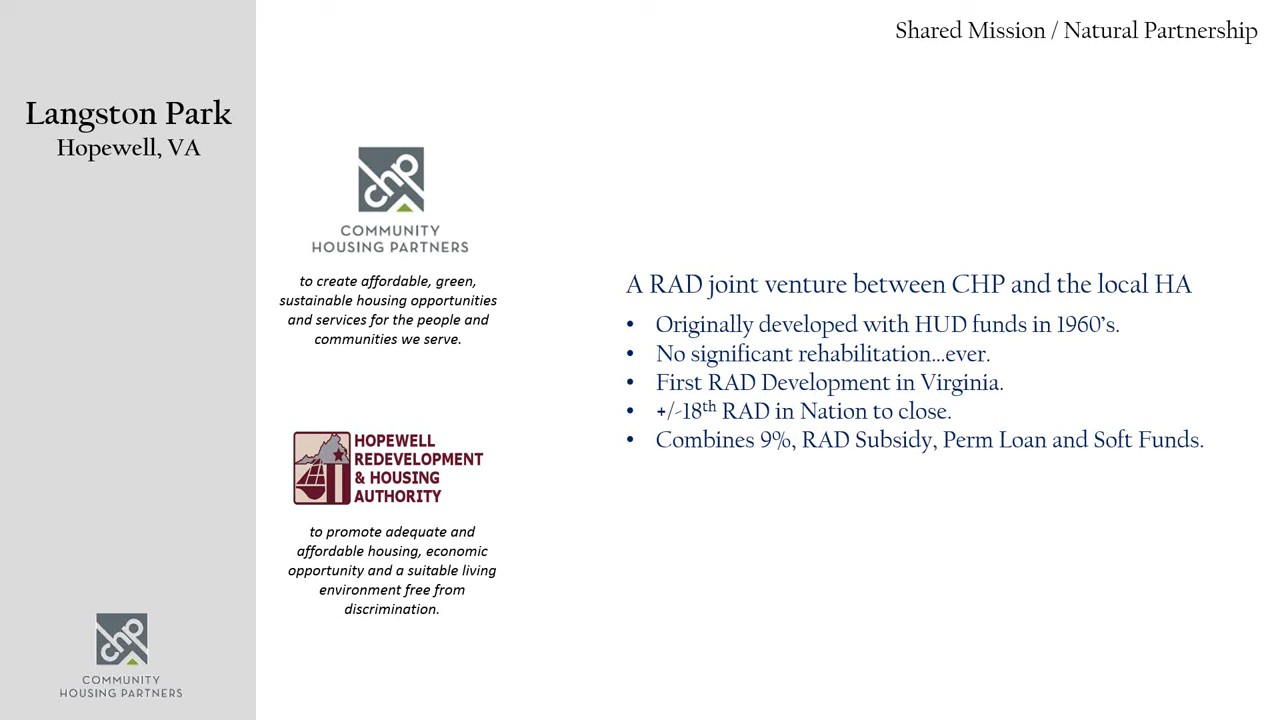 Shared Mission / Natural Partnership
Langston Park
Hopewell, VA
chp
COMMUNITY
HOUSING PARTNERS
to create affordable, green,
sustainable housing opportunities
and services for the people and
communities we serve.
HOPEWELL
REDEVELOPMENT
& HOUSING
AUTHORITY
to promote adequate and
affordable housing, economic
opportunity and a suitable living
environment free from
discrimination.
A RAD joint venture between CHP and the local HA
• Originally developed with HUD funds in 1960's.
• No significant rehabilitation...ever.
• First RAD Development in Virginia.
• +/-18th RAD in Nation to close.
• Combines 9%, RAD Subsidy, Perm Loan and Soft Funds.
chp
COMMUNITY
HOUSING PARTNERS